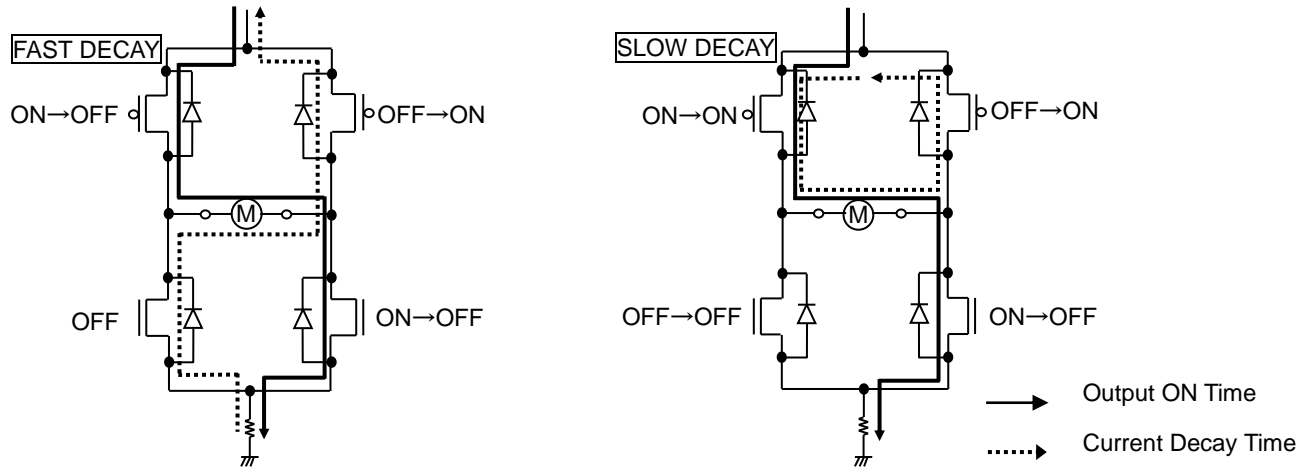 FAST DECAY
ON→OFF
OFF→ON
M
OFF
ON→OFF
SLOW DECAY
ON→ON
OFF→ON
M
OFF→OFF
ON→OFF
Output ON Time
Current Decay Time